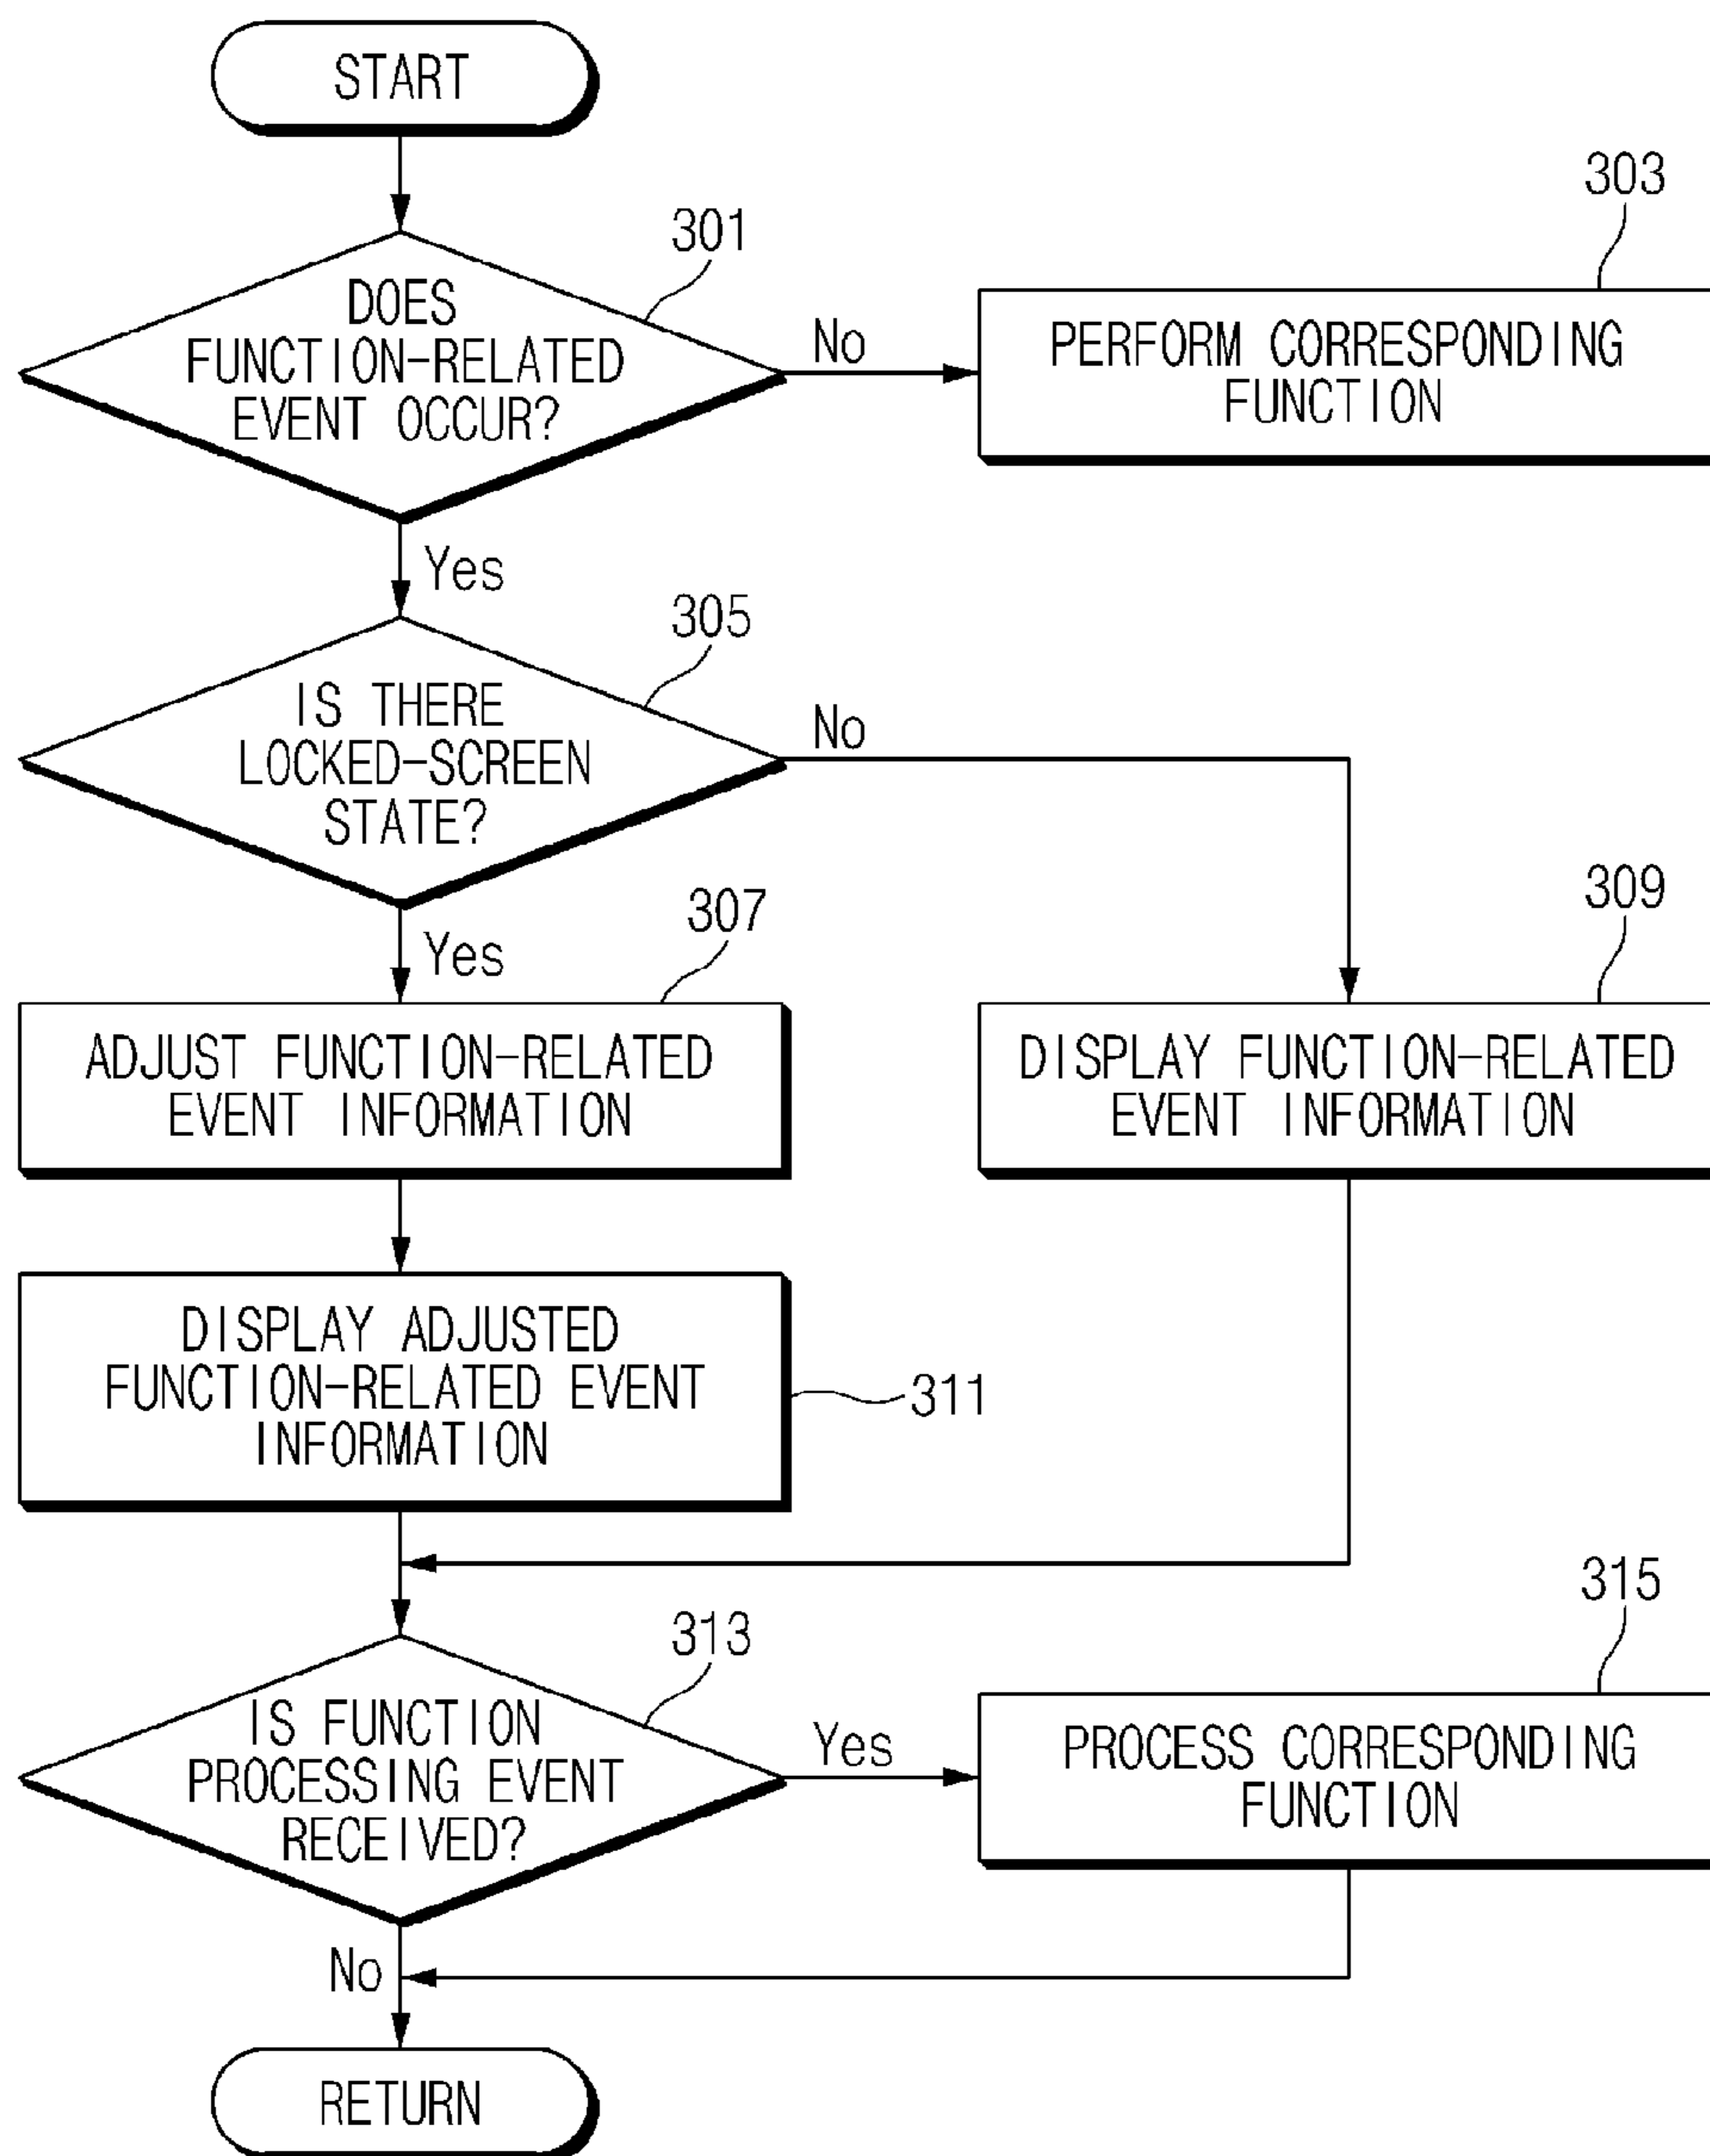 START
301
DOES
FUNCTION-RELATED
EVENT OCCUR?
No
303
PERFORM CORRESPONDING
FUNCTION
Yes
305
IS THERE
LOCKED-SCREEN
STATE?
No
Yes
307
ADJUST FUNCTION-RELATED
EVENT INFORMATION
309
DISPLAY FUNCTION-RELATED
EVENT INFORMATION
DISPLAY ADJUSTED
FUNCTION-RELATED EVENT
INFORMATION
311
313
IS FUNCTION
PROCESSING EVENT
RECEIVED?
Yes
315
PROCESS CORRESPONDING
FUNCTION
No
RETURN